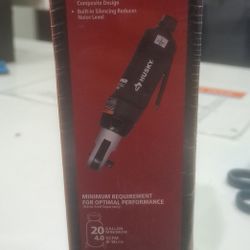 Composite Design
• Built-in Silencing Reduces
Noise Level
HUSKY
MINIMUM REQUIREMENT
FOR OPTIMAL PERFORMANCE
20 GALLON
4.0